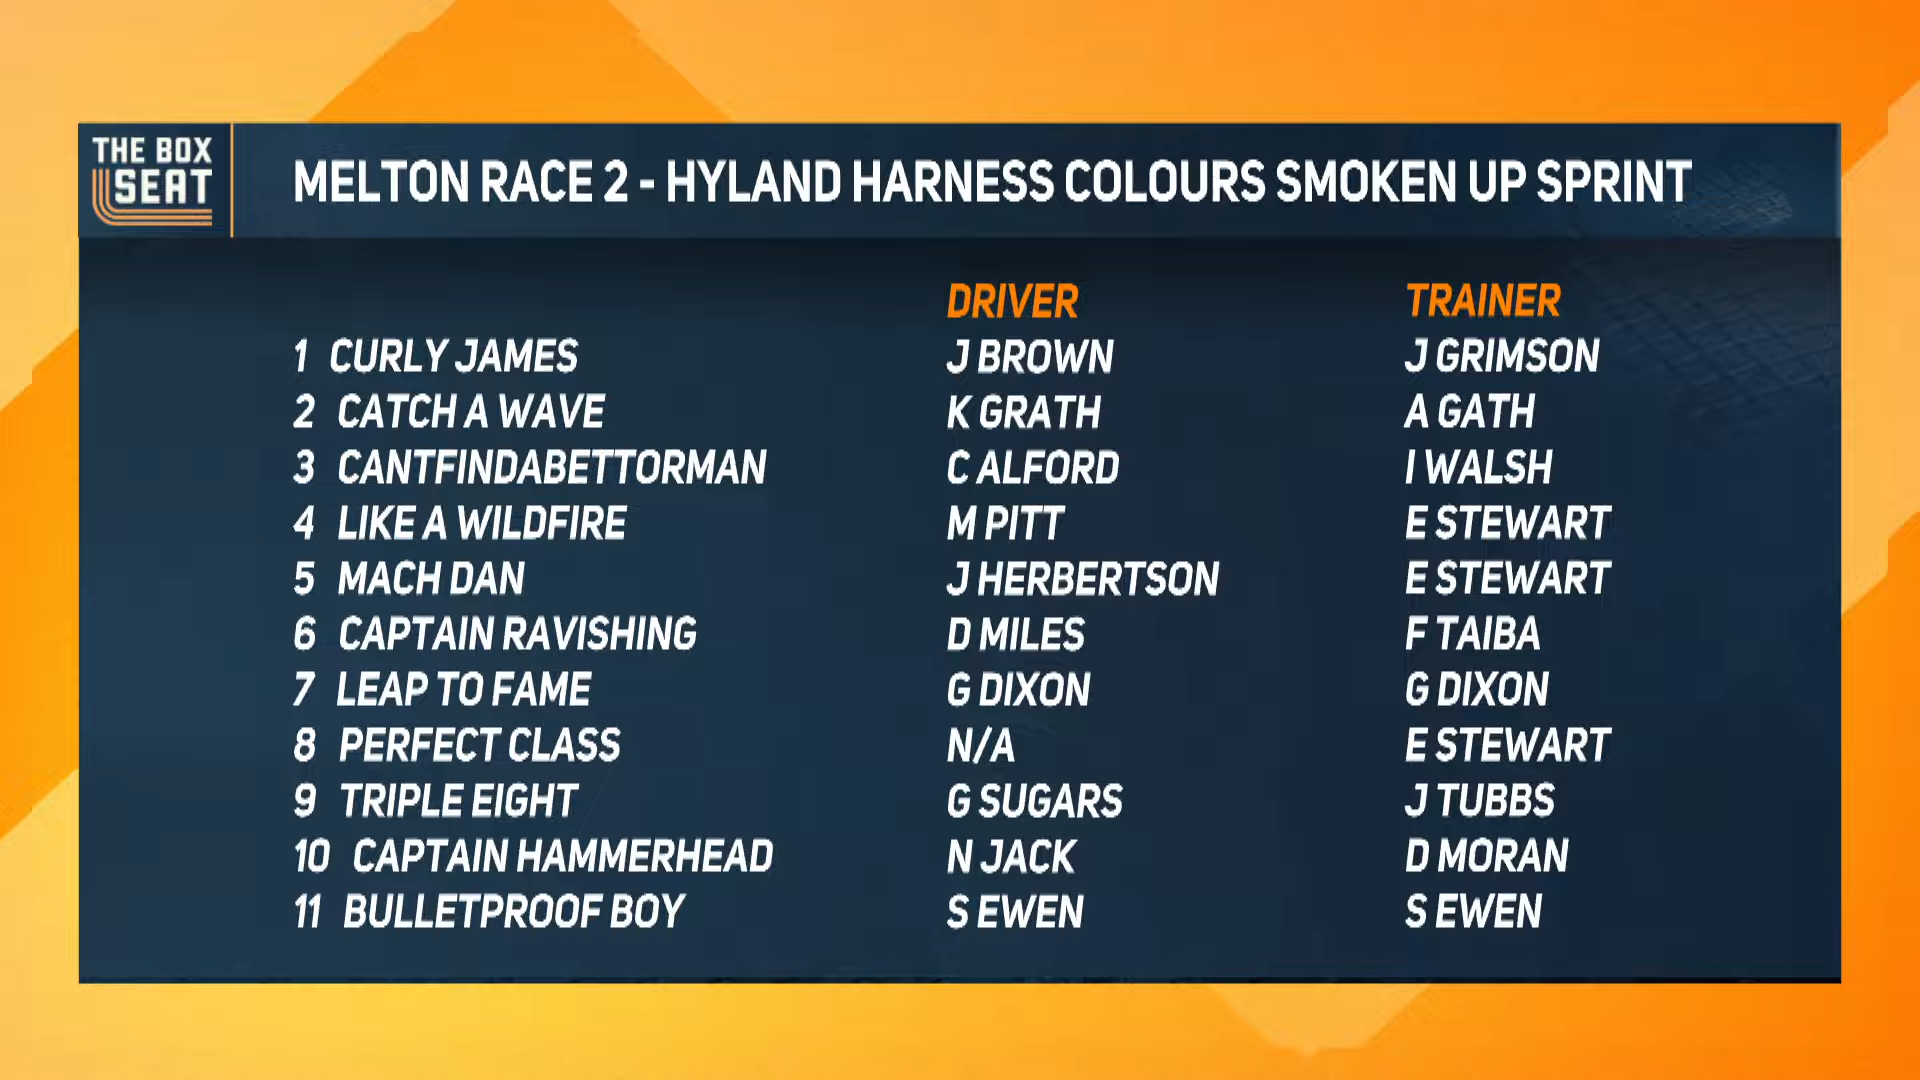 THE BOX
SEAT
MELTON RACE 2 - HYLAND HARNESS COLOURS SMOKEN UP SPRINT
DRIVER TRAINER
1 CURLY JAMES J BROWN J GRIMSON
2 CATCH A WAVE K GRATH A GATH
3 CANTFINDABETTORMAN C ALFORD I WALSH
4 LIKE A WILDFIRE M PITT E STEWART
5 MACH DAN J HERBERTSON E STEWART
6 CAPTAIN RAVISHING D MILES F TAIBA
7 LEAP TO FAME G DIXON G DIXON
8 PERFECT CLASS N/A E STEWART
9 TRIPLE EIGHT G SUGARS J TUBBS
10 CAPTAIN HAMMERHEAD N JACK D MORAN
11 BULLETPROOF BOY S EWEN S EWEN